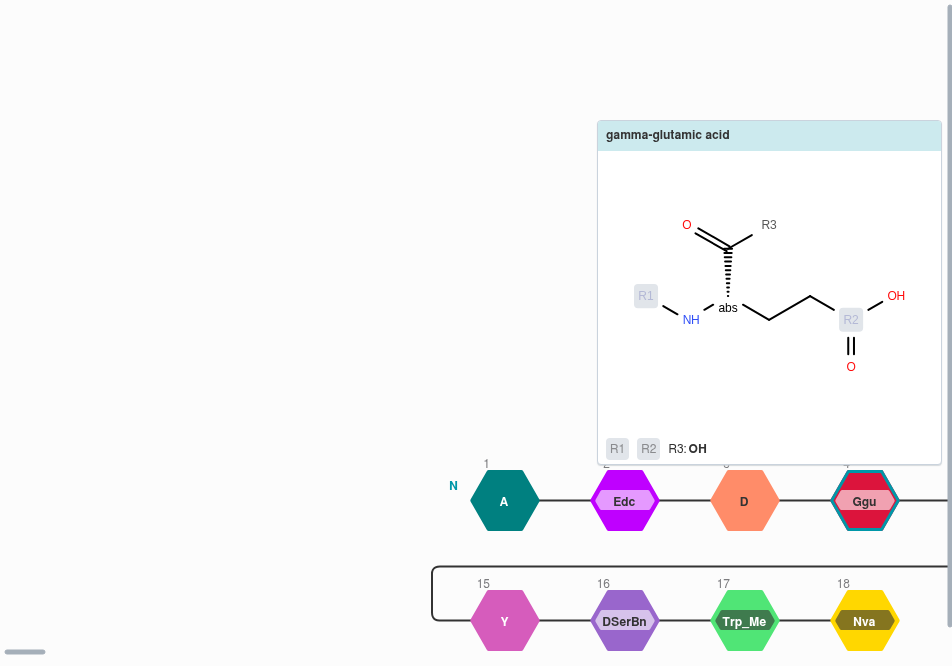 gamma-glutamic acid
O R3
R1 NH abs R2 OH
O
R1 R2 R3: OH
1
N A Edc D Ggu
15 16 17 18
Y DSerBn Trp_Me Nva